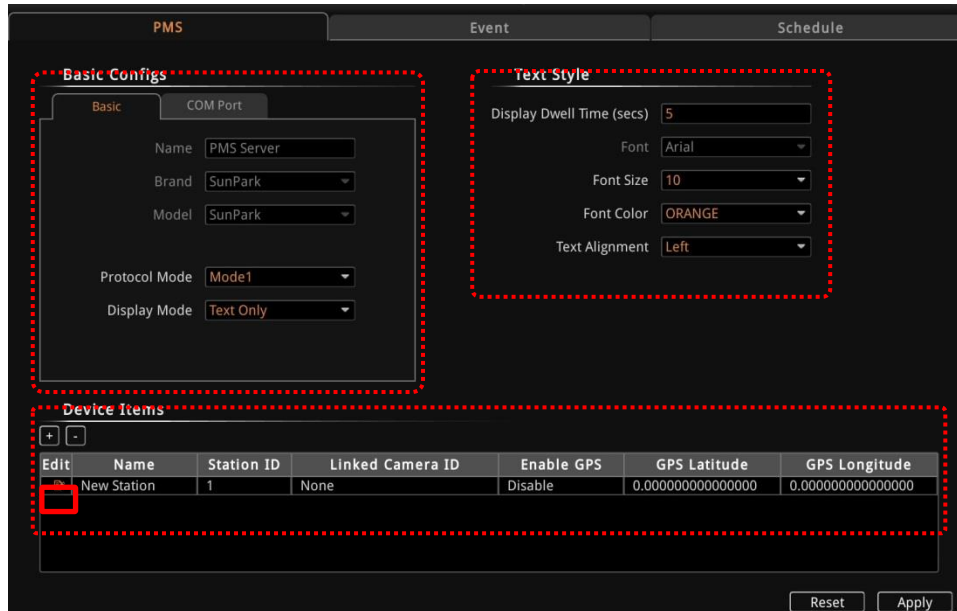 PMS Event Schedule
Basic Configs
Basic COM Port
Name PMS Server
Brand SunPark
Model SunPark
Protocol Mode Mode1
Display Mode Text Only
Text Style
Display Dwell Time (secs) 5
Font Arial
Font Size 10
Font Color ORANGE
Text Alignment Left
Device Items
+ -
Edit Name Station ID Linked Camera ID Enable GPS GPS Latitude GPS Longitude
New Station 1 None Disable 0.000000000000000 0.000000000000000
Reset Apply